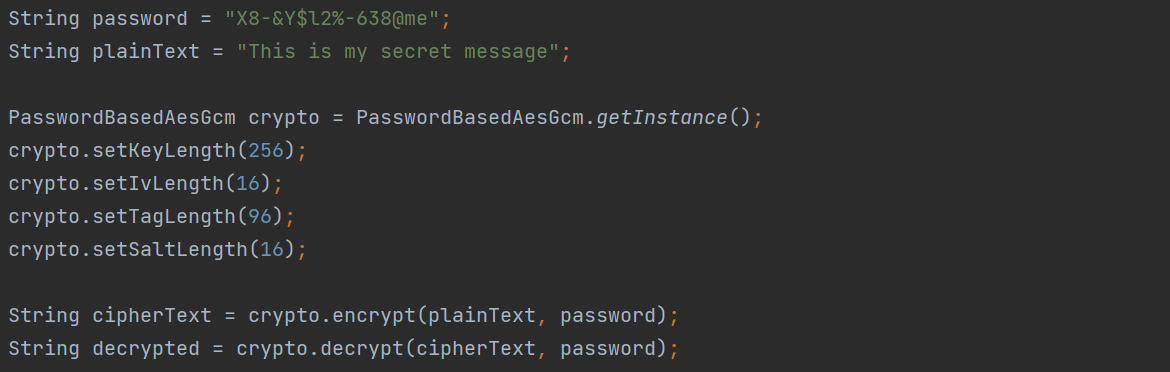 String password = "X8-&Y$l2%-638@me";
String plainText = "This is my secret message";
PasswordBasedAesGcm crypto = PasswordBasedAesGcm.getInstance();
crypto.setKeyLength(256);
crypto.setIvLength(16);
crypto.setTagLength(96);
crypto.setSaltLength(16);
String cipherText = crypto.encrypt(plainText, password);
String decrypted = crypto.decrypt(cipherText, password);